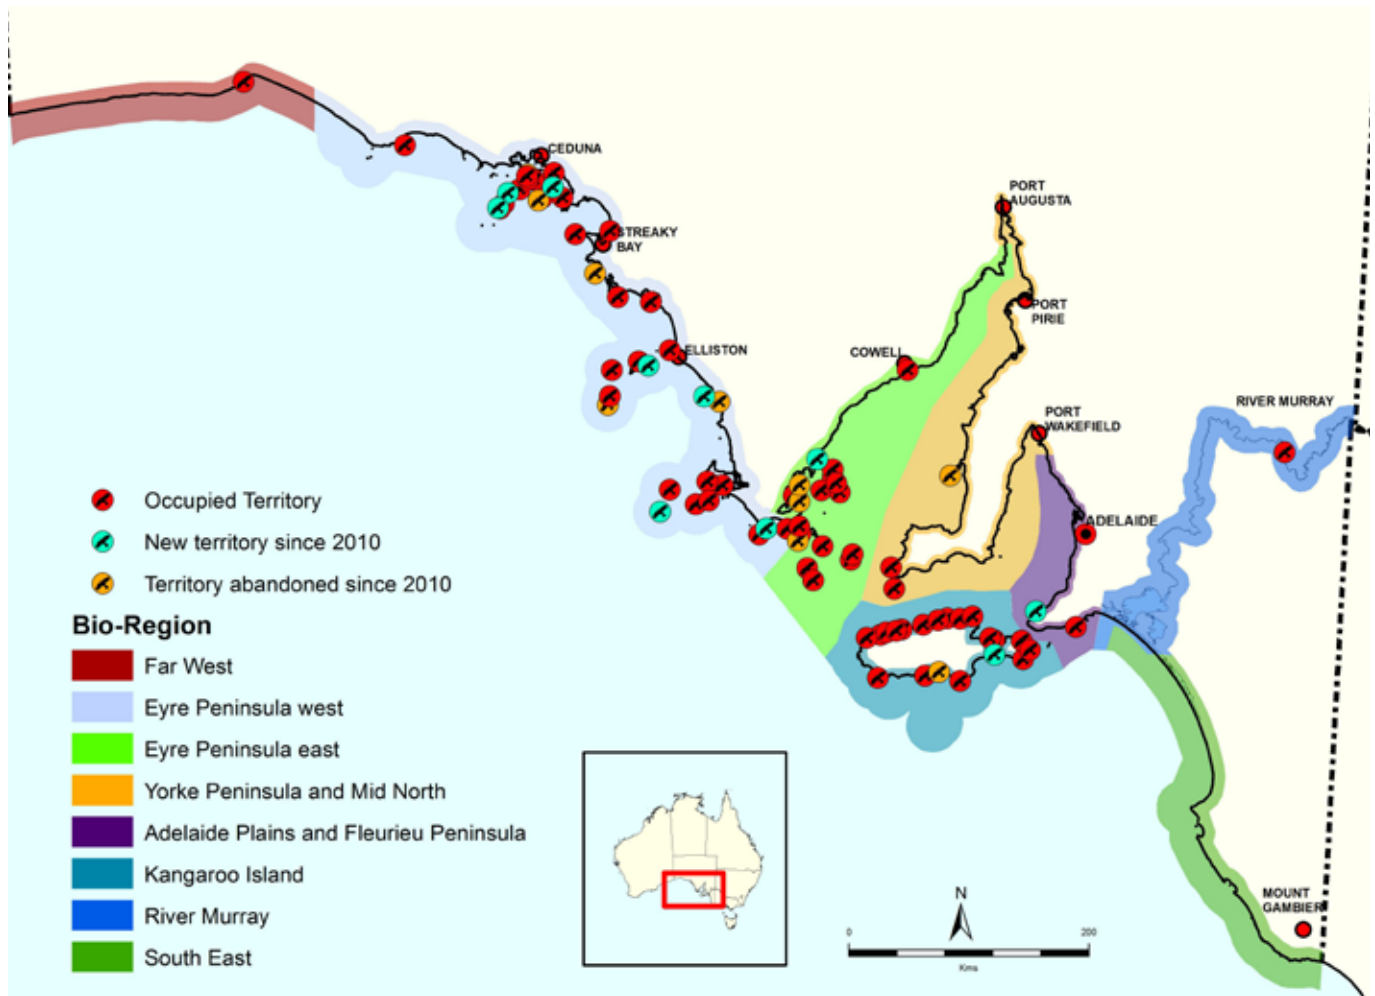 CEDUNA
PORT
AUGUSTA
STREAKY
BAY
PORT
PIRIE
ELLISTON
COWELL
RIVER MURRAY
PORT
WAKEFIELD
ADELAIDE
Occupied Territory
New territory since 2010
Territory abandoned since 2010
Bio-Region
Far West
Eyre Peninsula west
Eyre Peninsula east
Yorke Peninsula and Mid North
Adelaide Plains and Fleurieu Peninsula
Kangaroo Island
River Murray
South East
N
0 200
Kms
MOUNT
GAMBIER